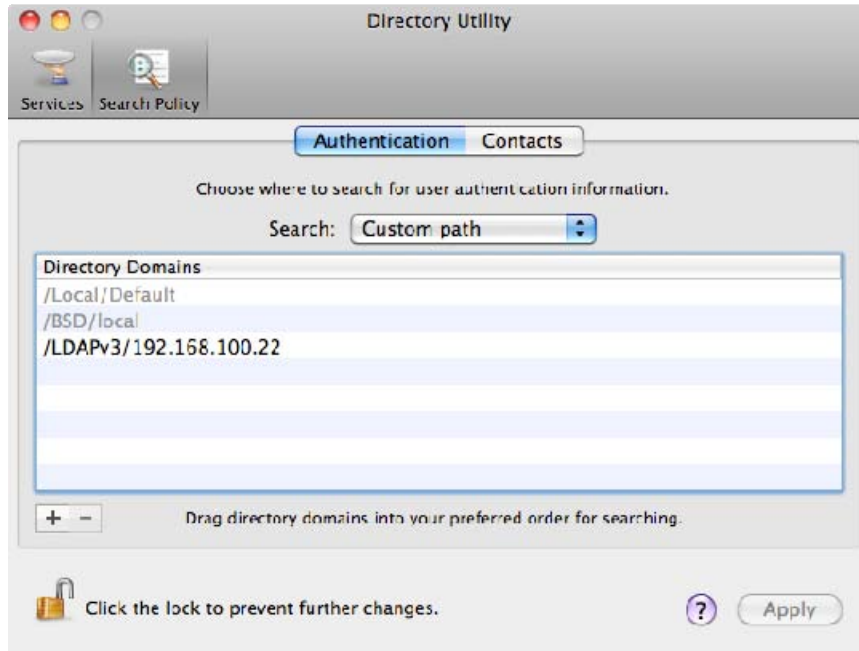 Directory Utility
Services Search Policy
Authentication Contacts
Choose where to search for user authentication information.
Search: Custom path
Directory Domains
/Local/Default
/BSD/local
/LDAPv3/192.168.100.22
+ - Drag directory domains into your preferred order for searching.
Click the lock to prevent further changes. ? Apply